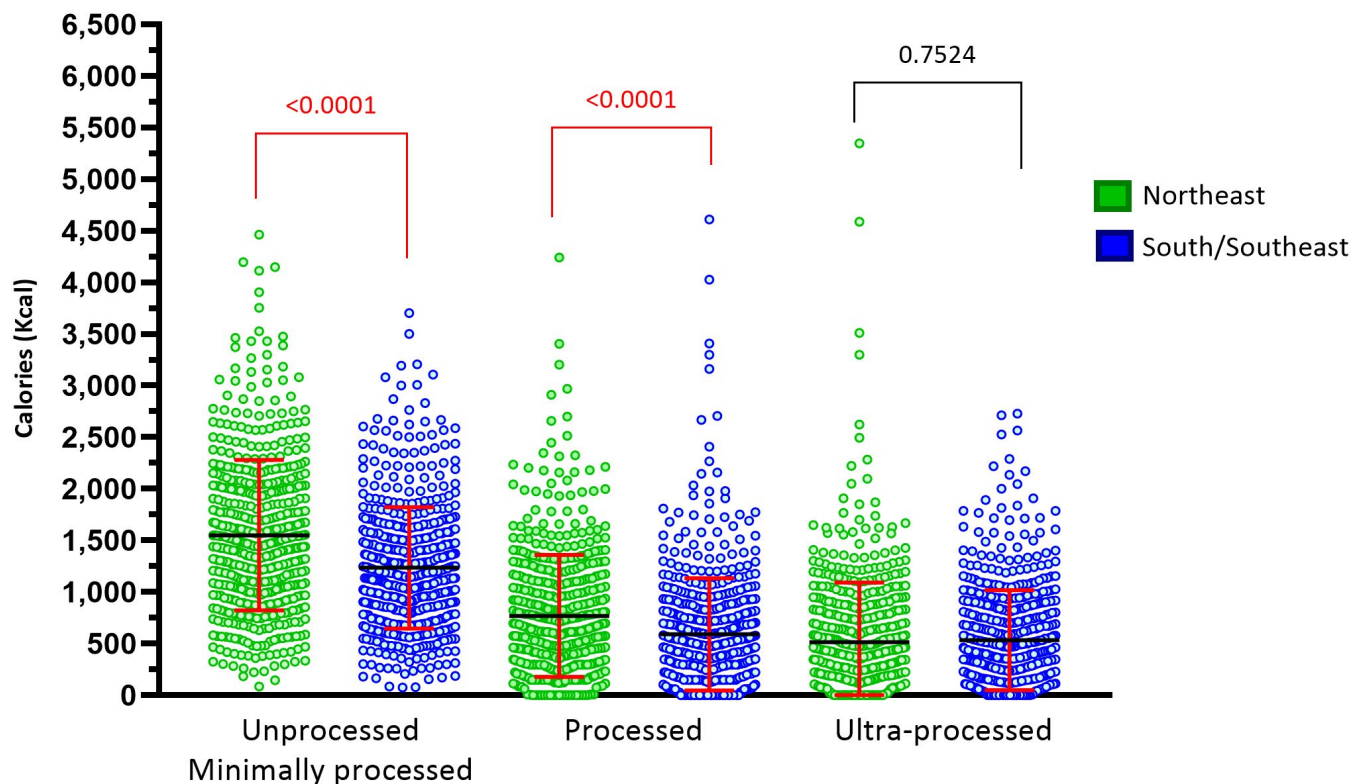 6,500
6,000
5,500
5,000
4,500
4,000
3,500
3,000
2,500
2,000
1,500
1,000
500
0
Calories (Kcal)
<0.0001
<0.0001
0.7524
Northeast
South/Southeast
Unprocessed
Minimally processed
Processed
Ultra-processed